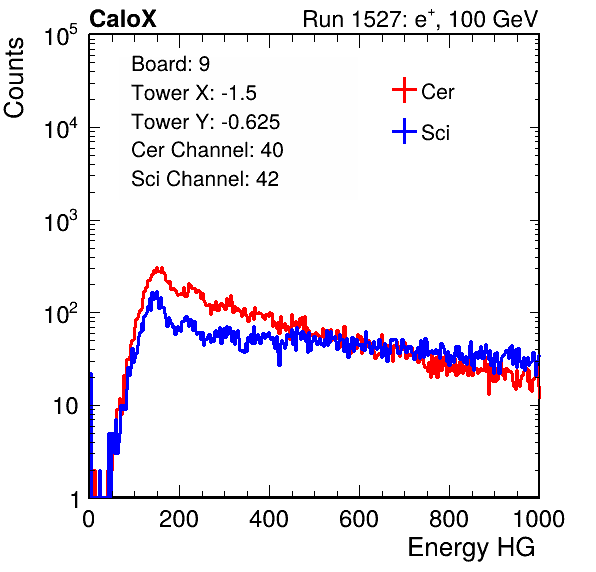 CaloX Run 1527: e⁺, 100 GeV
Counts
10⁵
10⁴
10³
10²
10
1
Board: 9
Tower X: -1.5
Tower Y: -0.625
Cer Channel: 40
Sci Channel: 42
Cer
Sci
0 200 400 600 800 1000
Energy HG